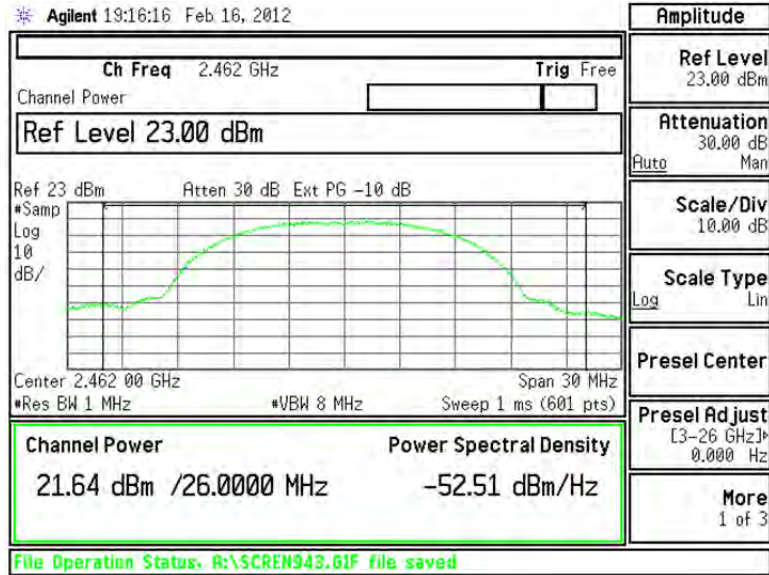 Agilent 19:16:16 Feb 16, 2012
Ch Freq 2.462 GHz Trig Free
Channel Power
Ref Level 23.00 dBm
Ref 23 dBm Atten 30 dB Ext PG -10 dB
#Samp
Log
10
dB/
Center 2.462 00 GHz Span 30 MHz
#Res BW 1 MHz #VBW 8 MHz Sweep 1 ms (601 pts)
Channel Power Power Spectral Density
21.64 dBm /26.0000 MHz -52.51 dBm/Hz
File Operation Status, A:\SCREN943.GIF file saved
Amplitude
Ref Level
23.00 dBm
Attenuation
30.00 dB
Auto Man
Scale/Div
10.00 dB
Scale Type
Log Lin
Presel Center
Presel Adjust
[3-26 GHz]▸
0.000 Hz
More
1 of 3